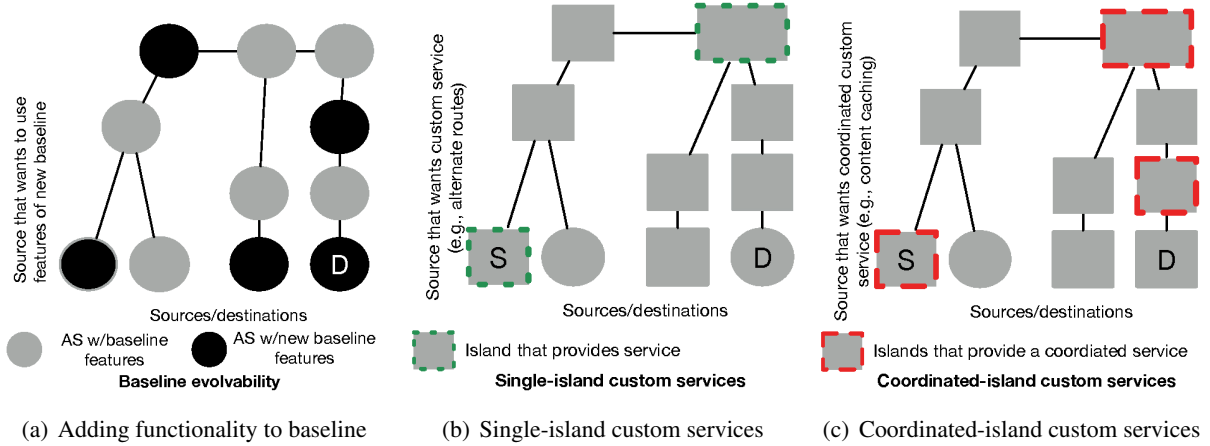 Source that wants to use
features of new baseline
D
Sources/destinations
AS w/baseline
features
AS w/new baseline
features
Baseline evolvability
(a) Adding functionality to baseline
Source that wants custom service
(e.g., alternate routes)
S
D
Sources/destinations
Island that provides service
Single-island custom services
(b) Single-island custom services
Source that wants coordinated custom
service (e.g., content caching)
S
D
Sources/destinations
Islands that provide a coordiated service
Coordinated-island custom services
(c) Coordinated-island custom services